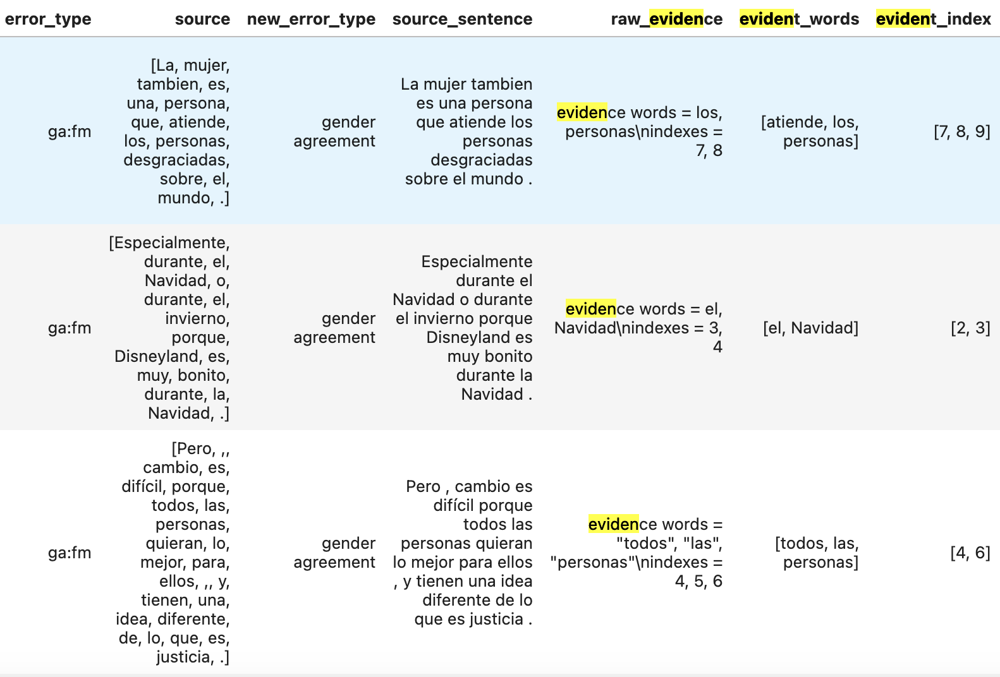 error_type source new_error_type source_sentence raw_evidence evident_words evident_index
ga:fm
[La, mujer,
tambien, es,
una, persona,
que, atiende,
los, personas,
desgraciadas,
sobre, el,
mundo, .]
gender
agreement
La mujer tambien
es una persona
que atiende los
personas
desgraciadas
sobre el mundo .
evidence words = los,
personas\nindexes =
7, 8
[atiende, los,
personas]
[7, 8, 9]
ga:fm
[Especialmente,
durante, el,
Navidad, o,
durante, el,
invierno,
porque,
Disneyland, es,
muy, bonito,
durante, la,
Navidad, .]
gender
agreement
Especialmente
durante el
Navidad o durante
el invierno porque
Disneyland es
muy bonito
durante la
Navidad .
evidence words = el,
Navidad\nindexes = 3,
4
[el, Navidad]
[2, 3]
ga:fm
[Pero, ,,
cambio, es,
difícil, porque,
todos, las,
personas,
quieran, lo,
mejor, para,
ellos, ,, y,
tienen, una,
idea, diferente,
de, lo, que, es,
justicia, .]
gender
agreement
Pero , cambio es
difícil porque
todos las
personas quieran
lo mejor para ellos
, y tienen una idea
diferente de lo
que es justicia .
evidence words =
"todos", "las",
"personas"\nindexes =
4, 5, 6
[todos, las,
personas]
[4, 6]